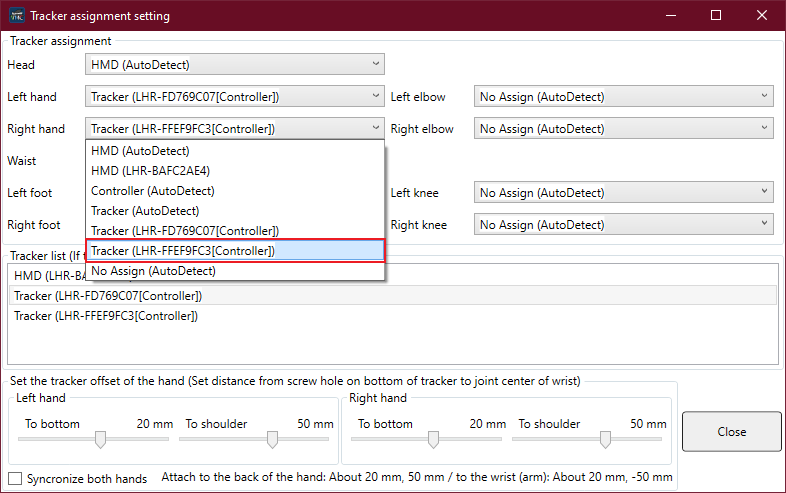 Tracker assignment setting
Tracker assignment
Head HMD (AutoDetect)
Left hand Tracker (LHR-FD769C07[Controller]) Left elbow No Assign (AutoDetect)
Right hand Tracker (LHR-FFEF9FC3[Controller]) Right elbow No Assign (AutoDetect)
HMD (AutoDetect)
Waist HMD (LHR-BAFC2AE4)
Left foot Controller (AutoDetect) Left knee No Assign (AutoDetect)
Tracker (AutoDetect)
Right foot Tracker (LHR-FD769C07[Controller]) Right knee No Assign (AutoDetect)
Tracker (LHR-FFEF9FC3[Controller])
Tracker list (If
No Assign (AutoDetect)
HMD (LHR-BA
Tracker (LHR-FD769C07[Controller])
Tracker (LHR-FFEF9FC3[Controller])
Set the tracker offset of the hand (Set distance from screw hole on bottom of tracker to joint center of wrist)
Left hand Right hand
To bottom 20 mm To shoulder 50 mm To bottom 20 mm To shoulder 50 mm
Close
Syncronize both hands Attach to the back of the hand: About 20 mm, 50 mm / to the wrist (arm): About 20 mm, -50 mm